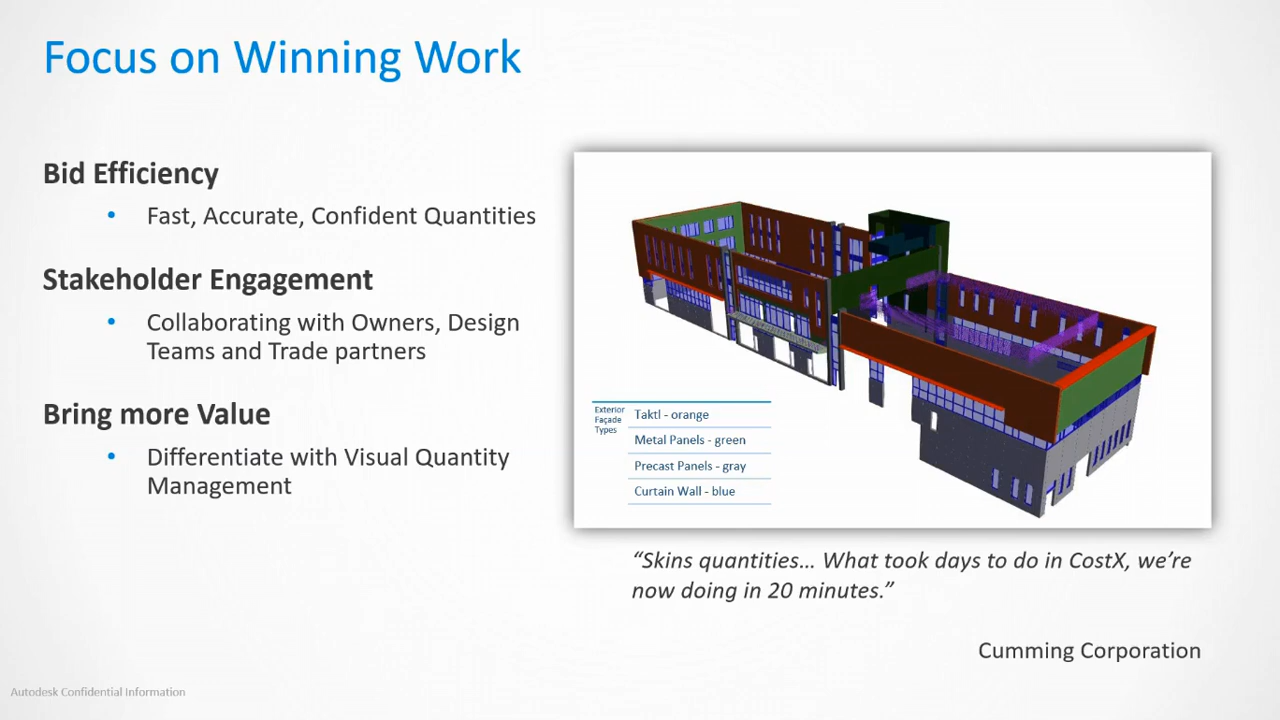 Focus on Winning Work
Bid Efficiency
• Fast, Accurate, Confident Quantities
Stakeholder Engagement
• Collaborating with Owners, Design
Teams and Trade partners
Bring more Value
• Differentiate with Visual Quantity
Management
Exterior
Façade
Types
Taktl - orange
Metal Panels - green
Precast Panels - gray
Curtain Wall - blue
“Skins quantities... What took days to do in CostX, we’re
now doing in 20 minutes.”
Cumming Corporation
Autodesk Confidential Information